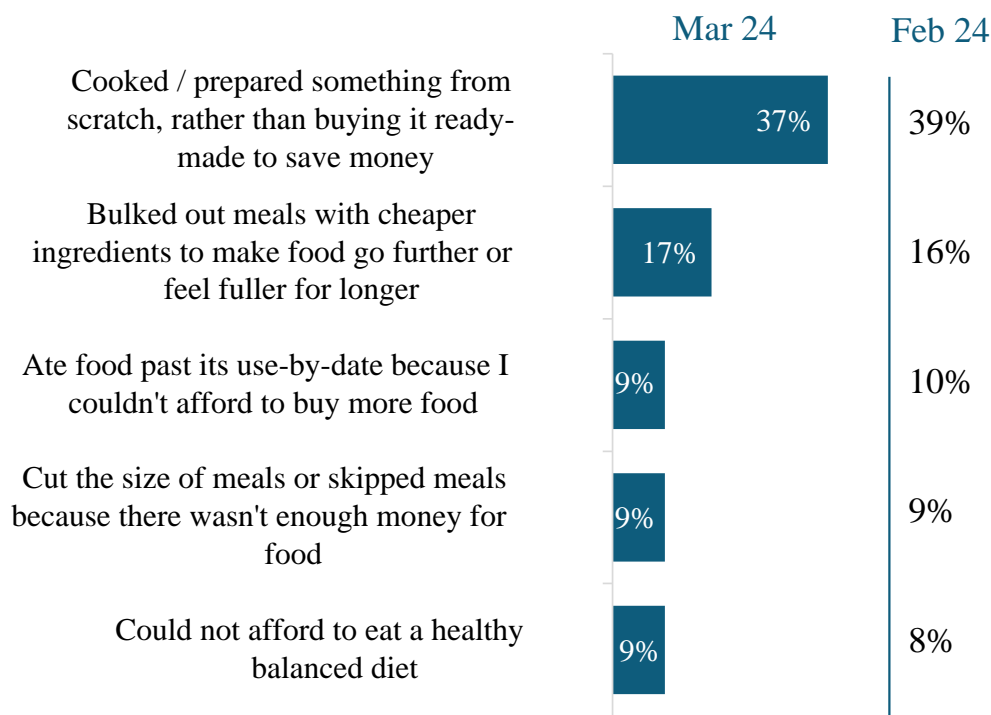 Mar 24
Feb 24
Cooked / prepared something from
scratch, rather than buying it ready-
made to save money
37%
39%
Bulked out meals with cheaper
ingredients to make food go further or
feel fuller for longer
17%
16%
Ate food past its use-by-date because I
couldn't afford to buy more food
9%
10%
Cut the size of meals or skipped meals
because there wasn't enough money for
food
9%
9%
Could not afford to eat a healthy
balanced diet
9%
8%